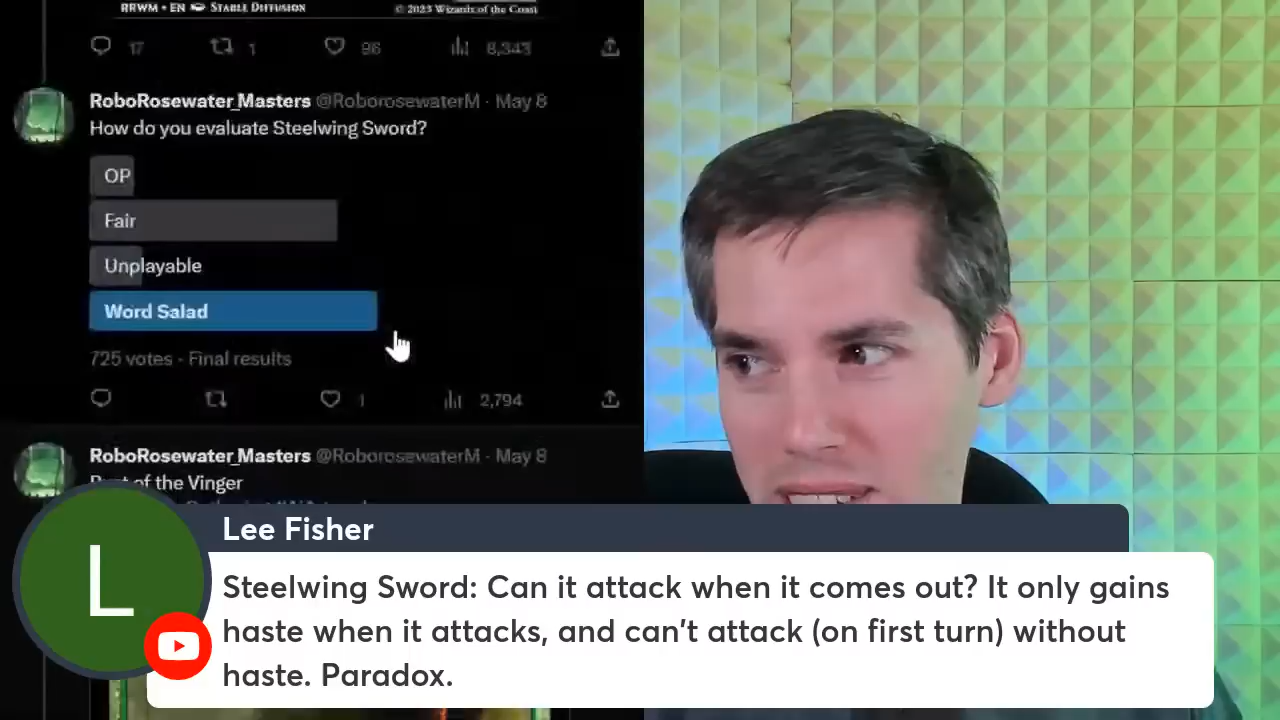 RRWM • EN Stable Diffusion
© 2023 Wizards of the Coast
17 1 96 8,343
RoboRosewater_Masters @RoborosewaterM · May 8
How do you evaluate Steelwing Sword?
OP
Fair
Unplayable
Word Salad
725 votes · Final results
1 2,794
RoboRosewater_Masters @RoborosewaterM · May 8
of the Vinger
L
Lee Fisher
Steelwing Sword: Can it attack when it comes out? It only gains
haste when it attacks, and can't attack (on first turn) without
haste. Paradox.